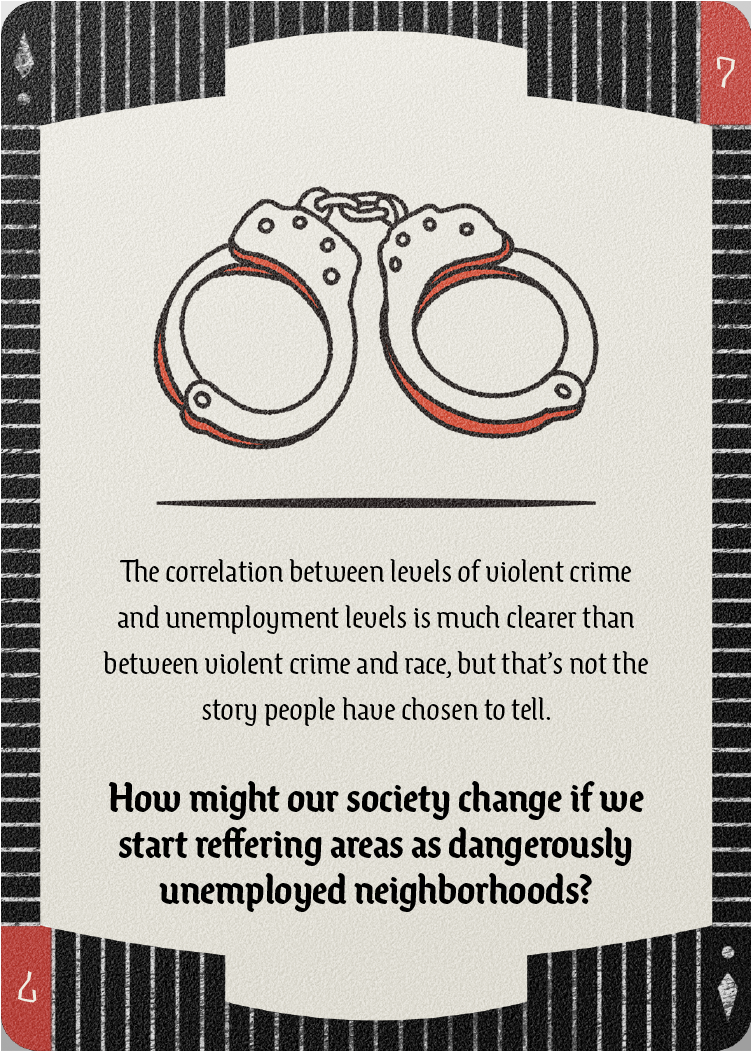 7
The correlation between levels of violent crime
and unemployment levels is much clearer than
between violent crime and race, but that's not the
story people have chosen to tell.
How might our society change if we
start reffering areas as dangerously
unemployed neighborhoods?
7